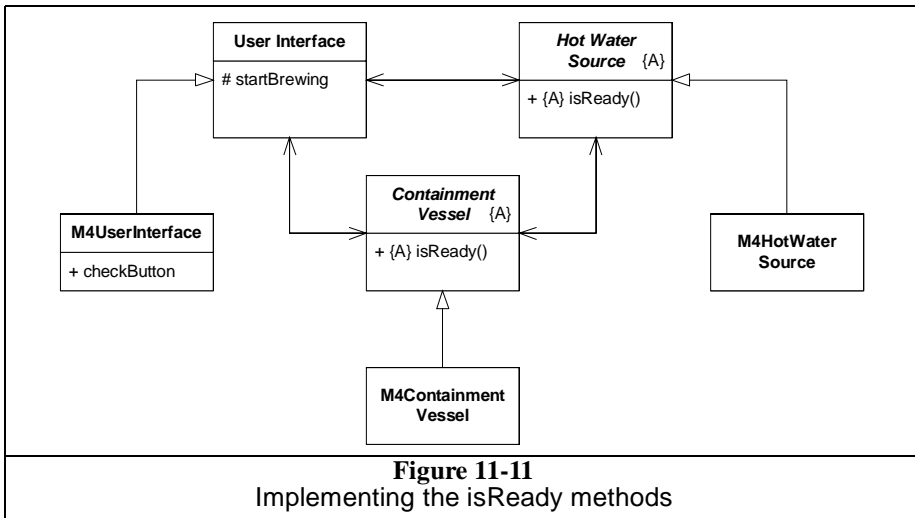 User Interface
# startBrewing
Hot Water
Source {A}
+ {A} isReady()
Containment
Vessel {A}
+ {A} isReady()
M4UserInterface
+ checkButton
M4HotWater
Source
M4Containment
Vessel
Figure 11-11
Implementing the isReady methods